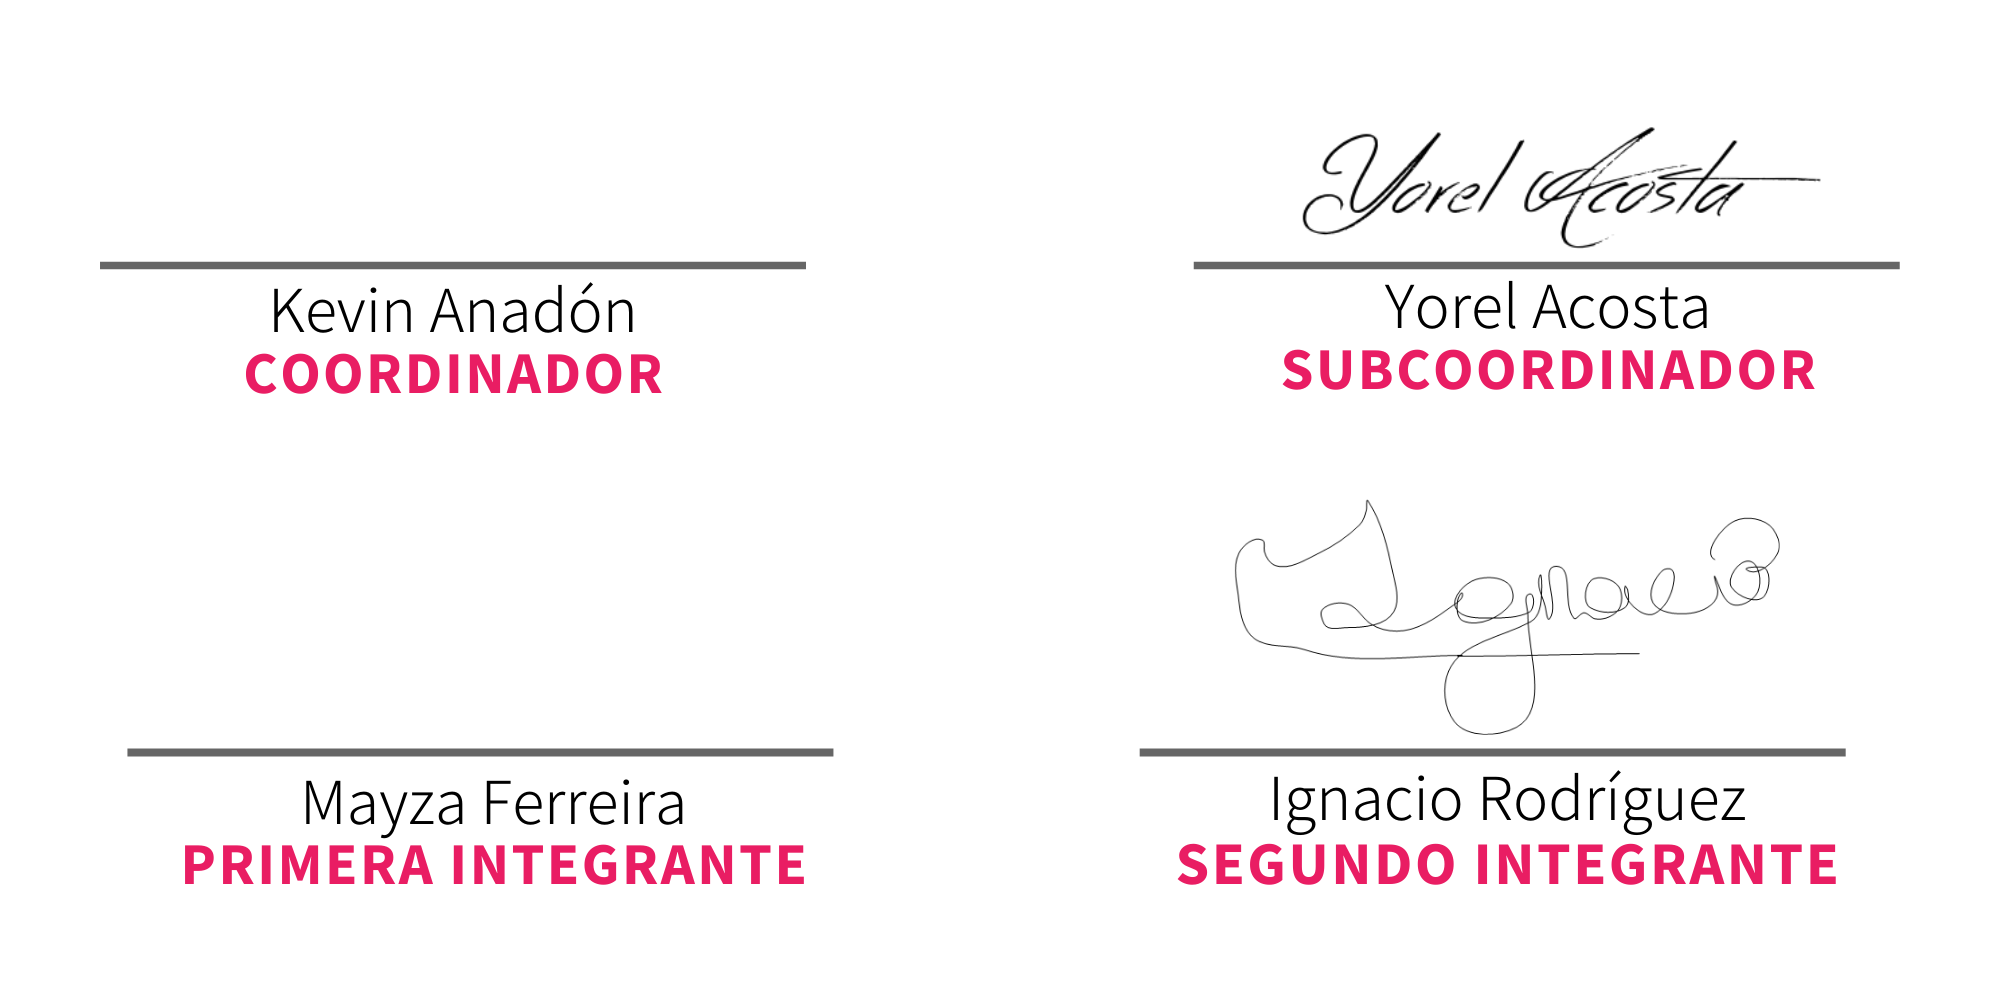 Yorel Acosta
Kevin Anadón
COORDINADOR
Yorel Acosta
SUBCOORDINADOR
Ignacio
Mayza Ferreira
PRIMERA INTEGRANTE
Ignacio Rodríguez
SEGUNDO INTEGRANTE